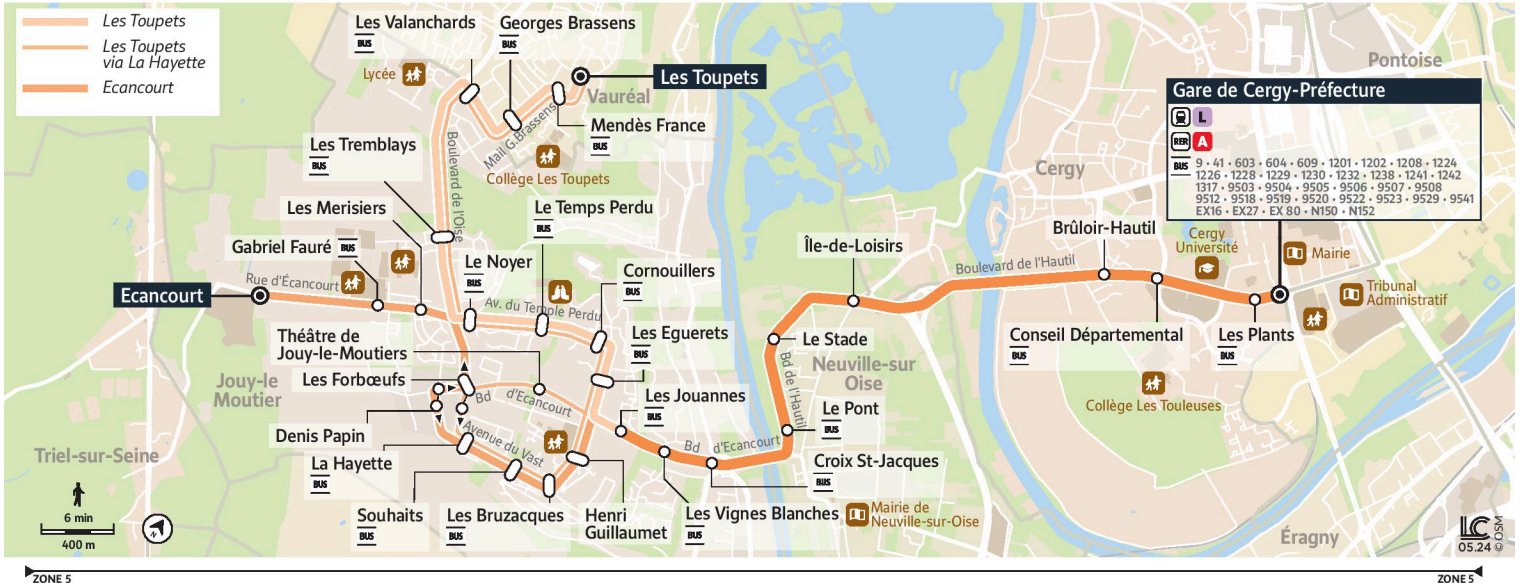 Les Toupets
Les Toupets
via La Hayette
Ecancourt
Les Valanchards
BUS
Georges Brassens
BUS
Lycée
Les Toupets
Vauréal
Mendès France
BUS
Mail G.Brassens
Collège Les Toupets
Boulevard de l'Oise
Les Tremblays
BUS
Les Merisiers
Gabriel Fauré BUS
Rue d'Écancourt
Ecancourt
Le Temps Perdu
BUS
Le Noyer
BUS
Av. du Temple Perdu
Cornouillers
BUS
Théâtre de
Jouy-le-Moutiers
Les Forbœufs
Les Eguerets
BUS
Jouy-le
Moutier
Bd d'Ecancourt
Les Jouannes
BUS
Denis Papin
Avenue du Vast
La Hayette
BUS
Triel-sur-Seine
Souhaits
BUS
Les Bruzacques
BUS
Henri
Guillaumet
Les Vignes Blanches
BUS
Bd d'Ecancourt
Croix St-Jacques
BUS
Mairie de
Neuville-sur-Oise
Le Pont
BUS
Bd de l'Hautil
Le Stade
Neuville-sur
Oise
Île-de-Loisirs
Boulevard de l'Hautil
Brûloir-Hautil
Conseil Départemental
BUS
Les Plants
BUS
Cergy
Pontoise
Gare de Cergy-Préfecture
L
RER A
BUS 9 • 41 • 603 • 604 • 609 • 1201 • 1202 • 1208 • 1224
1226 • 1228 • 1229 • 1230 • 1232 • 1238 • 1241 • 1242
1317 • 9503 • 9504 • 9505 • 9506 • 9507 • 9508
9512 • 9518 • 9519 • 9520 • 9522 • 9523 • 9529 • 9541
EX16 • EX27 • EX 80 • N150 • N152
Cergy
Université
Mairie
Tribunal
Administratif
Collège Les Touleuses
Éragny
6 min
400 m
N
LC
05.24
© OSM
ZONE 5
ZONE 5